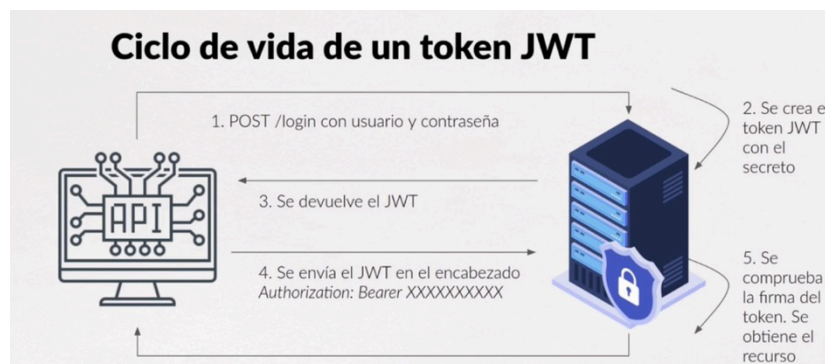 Ciclo de vida de un token JWT
1. POST /login con usuario y contraseña
2. Se crea e
token JWT
con el
secreto
API
3. Se devuelve el JWT
4. Se envía el JWT en el encabezado
Authorization: Bearer XXXXXXXXXX
5. Se
comprueba
la firma del
token. Se
obtiene el
recurso